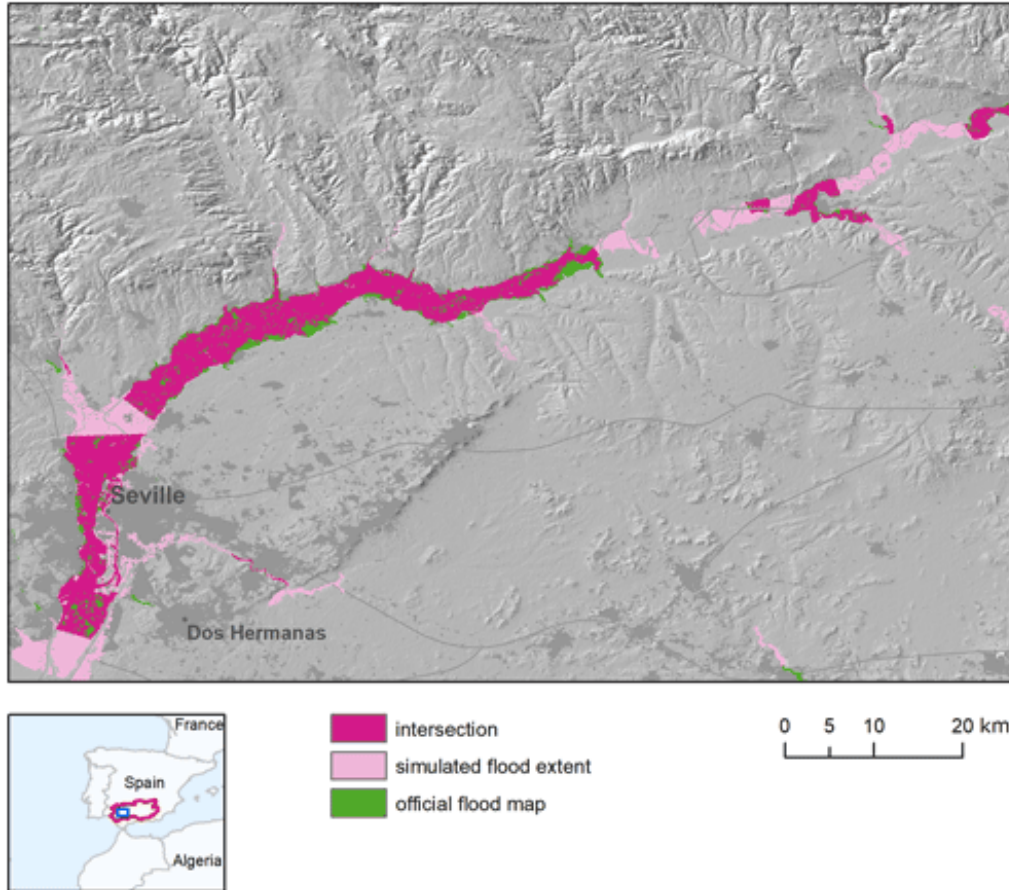 Seville
Dos Hermanas
France
Spain
Algeria
intersection
simulated flood extent
official flood map
0 5 10 20 km